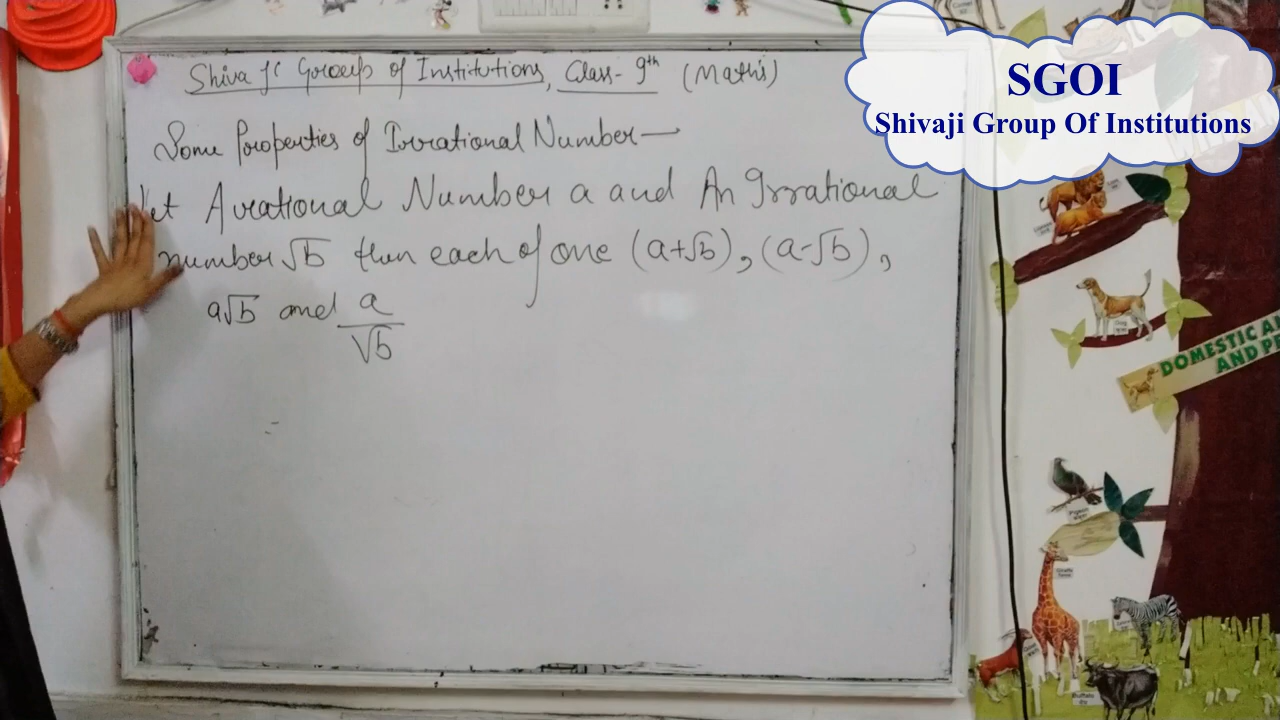 Shiva Ji Groups of Institutions, Class- 9th (Maths)
Some Properties of Irrational Number—
Let A rational Number a and An Irrational
number √b then each of one (a+√b), (a-√b),
a√b and a/√b
SGOI
Shivaji Group Of Institutions
DOMESTIC A
AND PE